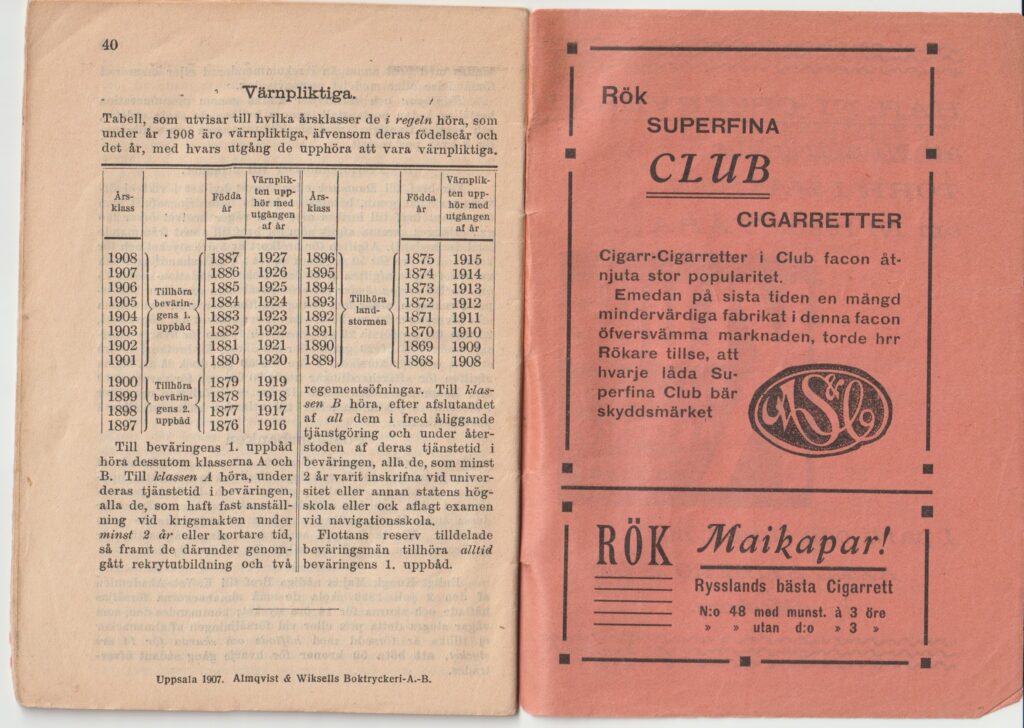 40
Värnpliktiga.
Tabell, som utvisar till hvilka årsklasser de i regeln höra, som
under år 1908 äro värnpliktiga, äfvensom deras födelseår och
det år, med hvars utgång de upphöra att vara värnpliktiga.
Års-
klass
Födda
år
Värnplik-
ten upp-
hör med
utgången
af år
1908 1887 1927
1907 1886 1926
1906 1885 1925
1905 1884 1924
1904 1883 1923
1903 1882 1922
1902 1881 1921
1901 1880 1920
Tillhöra
bevärin-
gens 1.
uppbåd
1900 1879 1919
1899 1878 1918
1898 1877 1917
1897 1876 1916
Tillhöra
bevärin-
gens 2.
uppbåd
Års-
klass
Födda
år
Värnplik-
ten upp-
hör med
utgången
af år
1896 1875 1915
1895 1874 1914
1894 1873 1913
1893 1872 1912
1892 1871 1911
1891 1870 1910
1890 1869 1909
1889 1868 1908
Tillhöra
land-
stormen
Till beväringens 1. uppbåd
höra dessutom klasserna A och
B. Till klassen A höra, under
deras tjänstetid i beväringen,
alla de, som haft fast anställ-
ning vid krigsmakten under
minst 2 år eller kortare tid,
så framt de därunder genom-
gått rekrytutbildning och två
regementsöfningar. Till klas-
sen B höra, efter afslutandet
af all dem i fred åliggande
tjänstgöring och under åter-
stoden af deras tjänstetid i
beväringen, alla de, som minst
2 år varit inskrifna vid univer-
sitet eller annan statens hög-
skola eller ock aflagt examen
vid navigationsskola.
Flottans reserv tilldelade
beväringsmän tillhöra alltid
beväringens 1. uppbåd.
Uppsala 1907. Almqvist & Wiksells Boktryckeri-A.-B.
Rök
SUPERFINA
CLUB
CIGARRETTER
Cigarr-Cigarretter i Club facon åt-
njuta stor popularitet.
Emedan på sista tiden en mängd
mindervärdiga fabrikat i denna facon
öfversvämma marknaden, torde hrr
Rökare tillse, att
hvarje låda Su-
perfina Club bär
skyddsmärket
RÖK Maikapar!
Rysslands bästa Cigarrett
N:o 48 med munst. à 3 öre
» » utan d:o » 3 »